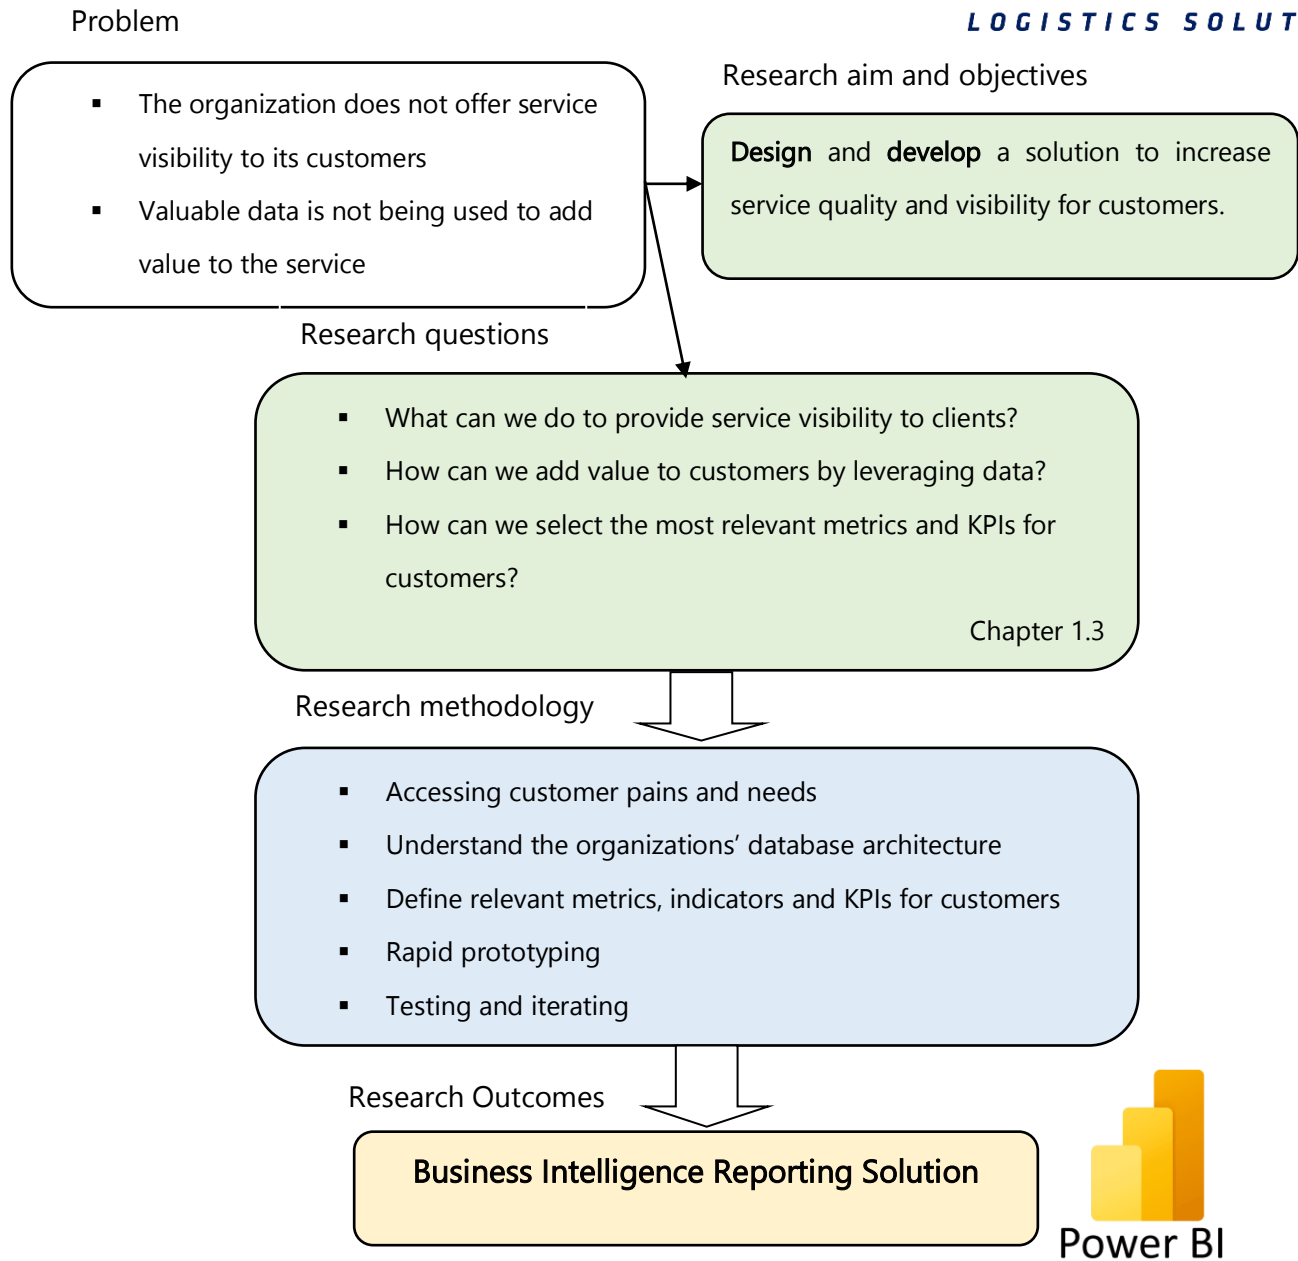 Problem
LOGISTICS SOLUT
▪ The organization does not offer service
visibility to its customers
▪ Valuable data is not being used to add
value to the service
Research aim and objectives
Design and develop a solution to increase
service quality and visibility for customers.
Research questions
▪ What can we do to provide service visibility to clients?
▪ How can we add value to customers by leveraging data?
▪ How can we select the most relevant metrics and KPIs for
customers?
Chapter 1.3
Research methodology
▪ Accessing customer pains and needs
▪ Understand the organizations’ database architecture
▪ Define relevant metrics, indicators and KPIs for customers
▪ Rapid prototyping
▪ Testing and iterating
Research Outcomes
Business Intelligence Reporting Solution
Power BI